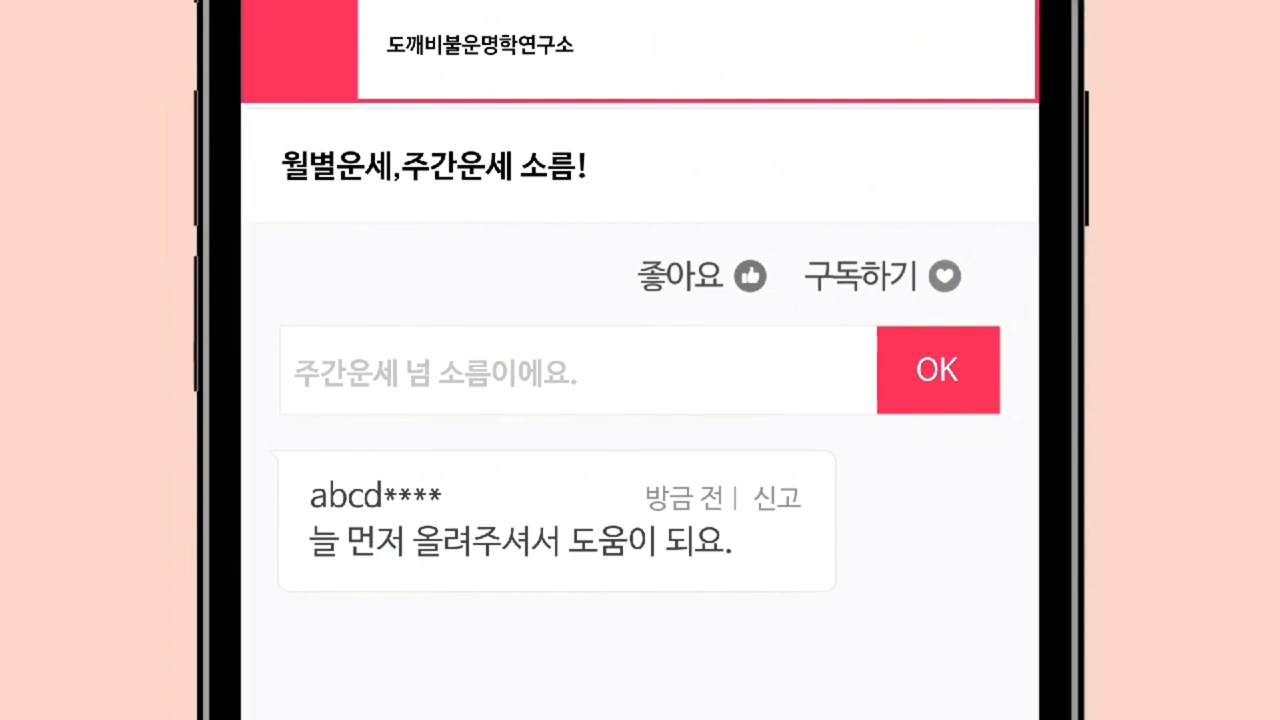 도깨비불운명학연구소
월별운세,주간운세 소름!
좋아요 구독하기
주간운세 넘 소름이에요.
OK
abcd****
방금 전 | 신고
늘 먼저 올려주셔서 도움이 되요.